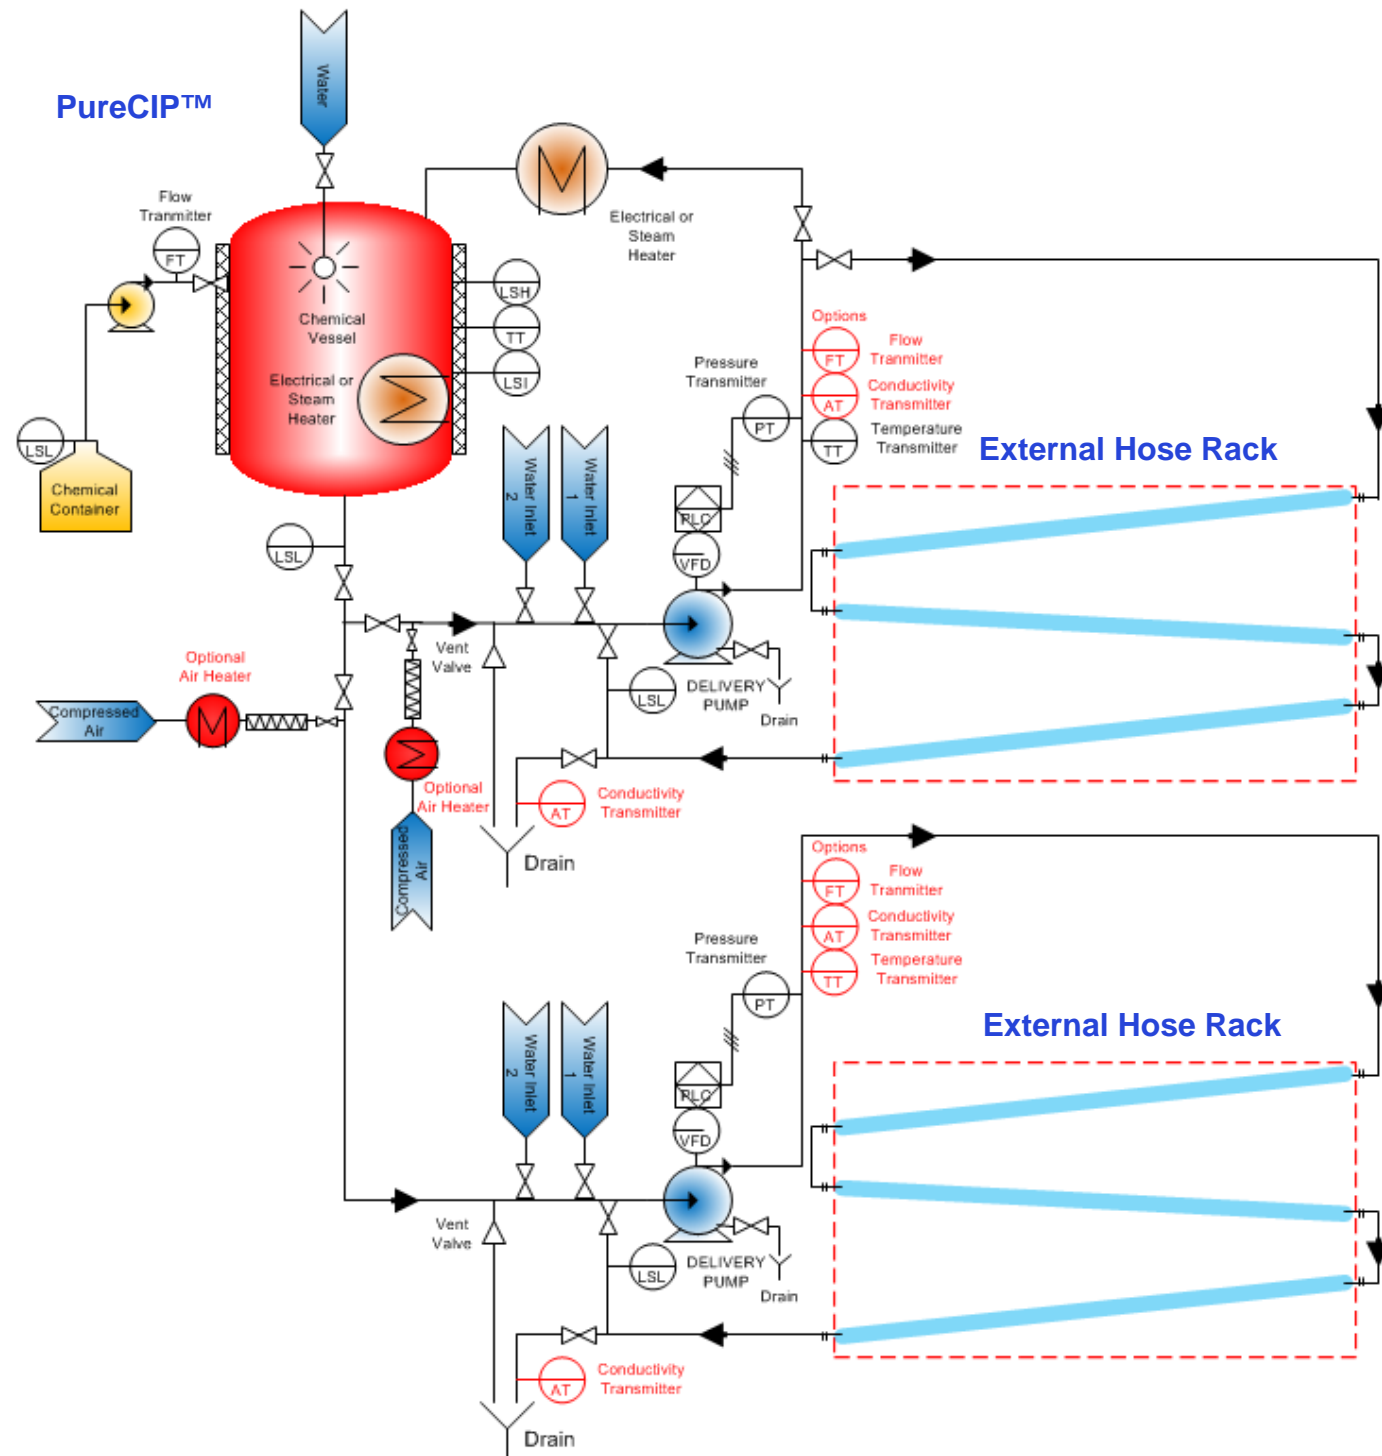 Water
PureCIP™
Flow
Tranmitter
FT
Electrical or
Steam
Heater
Chemical
Vessel
LSH
TT
LSI
Electrical or
Steam
Heater
LSL
Chemical
Container
Options
FT
Flow
Tranmitter
AT
Conductivity
Transmitter
TT
Temperature
Transmitter
Pressure
Transmitter
PT
External Hose Rack
Water Inlet
2
Water Inlet
1
PLC
VFD
LSL
Vent
Valve
LSL
DELIVERY
PUMP
Drain
Optional
Air Heater
Compressed
Air
Optional
Air Heater
Compressed
Air
AT
Conductivity
Transmitter
Drain
Options
FT
Flow
Tranmitter
AT
Conductivity
Transmitter
TT
Temperature
Transmitter
Pressure
Transmitter
PT
External Hose Rack
Water Inlet
2
Water Inlet
1
PLC
VFD
Vent
Valve
LSL
DELIVERY
PUMP
Drain
AT
Conductivity
Transmitter
Drain